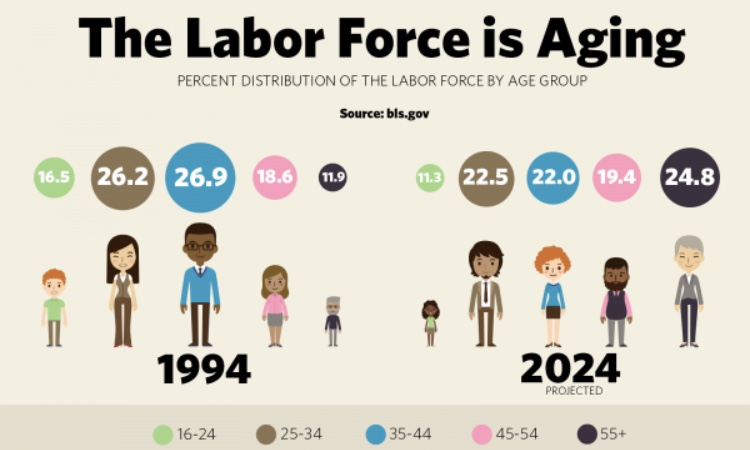 The Labor Force is Aging
PERCENT DISTRIBUTION OF THE LABOR FORCE BY AGE GROUP
Source: bls.gov
16.5 26.2 26.9 18.6 11.9 11.3 22.5 22.0 19.4 24.8
1994 2024
PROJECTED
16-24 25-34 35-44 45-54 55+